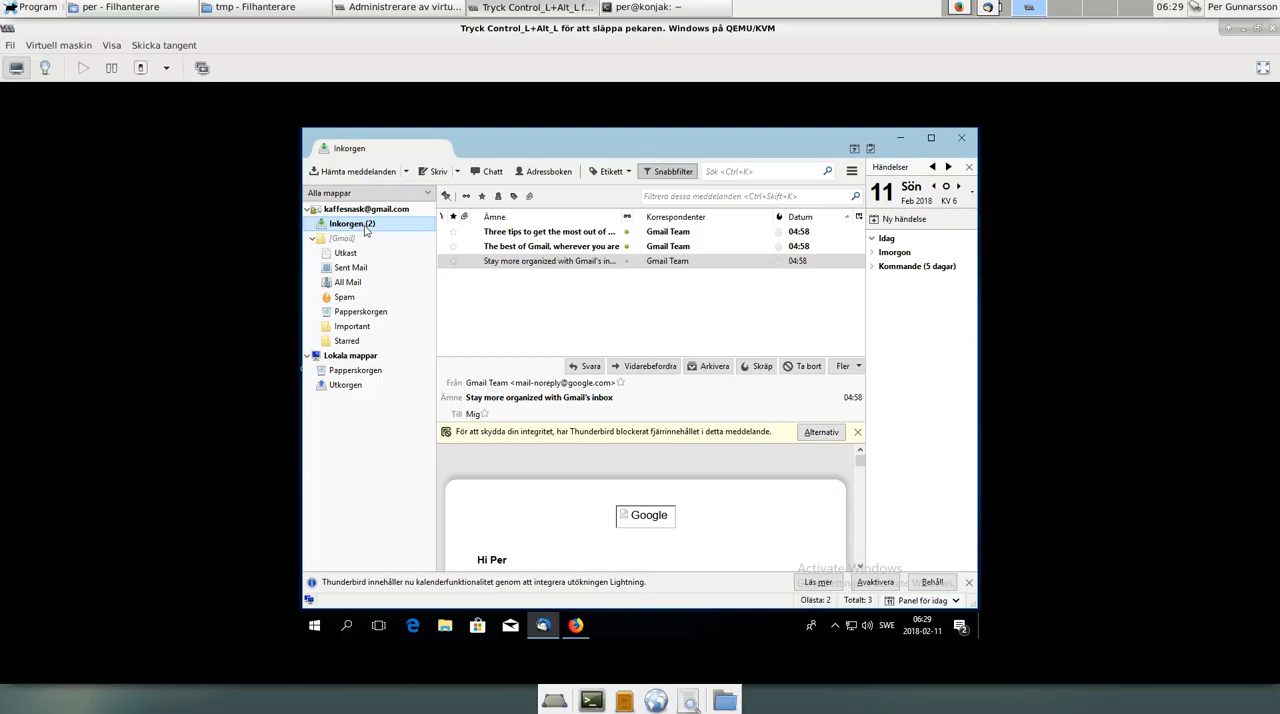 Program per - Filhanterare tmp - Filhanterare Administrerare av virtu... Tryck Control_L+Alt_L f... per@konjak: ~ 06:29 Per Gunnarsson
Tryck Control_L+Alt_L för att släppa pekaren. Windows på QEMU/KVM
Fil Virtuell maskin Visa Skicka tangent
Inkorgen
Hämta meddelanden Skriv Chatt Adressboken Etikett Snabbfilter Sök <Ctrl+K>
Händelser
11 Sön
Feb 2018 KV 6
Ny händelse
Idag
Imorgon
Kommande (5 dagar)
Alla mappar
kaffesnask@gmail.com
Inkorgen (2)
[Gmail]
Utkast
Sent Mail
All Mail
Spam
Papperskorgen
Important
Starred
Lokala mappar
Papperskorgen
Utkorgen
Filtrera dessa meddelanden <Ctrl+Skift+K>
Ämne Korrespondenter Datum
Three tips to get the most out of ... Gmail Team 04:58
The best of Gmail, wherever you are Gmail Team 04:58
Stay more organized with Gmail's in... Gmail Team 04:58
Svara Vidarebefordra Arkivera Skräp Ta bort Fler
Från Gmail Team <mail-noreply@google.com>
Ämne Stay more organized with Gmail's inbox 04:58
Till Mig
För att skydda din integritet, har Thunderbird blockerat fjärrinnehållet i detta meddelande. Alternativ
Google
Hi Per
Activate Windows
Thunderbird innehåller nu kalenderfunktionalitet genom att integrera utökningen Lightning. Läs mer Avaktivera Behåll
Olästa: 2 Totalt: 3 Panel för idag
SWE 06:29
2018-02-11
2